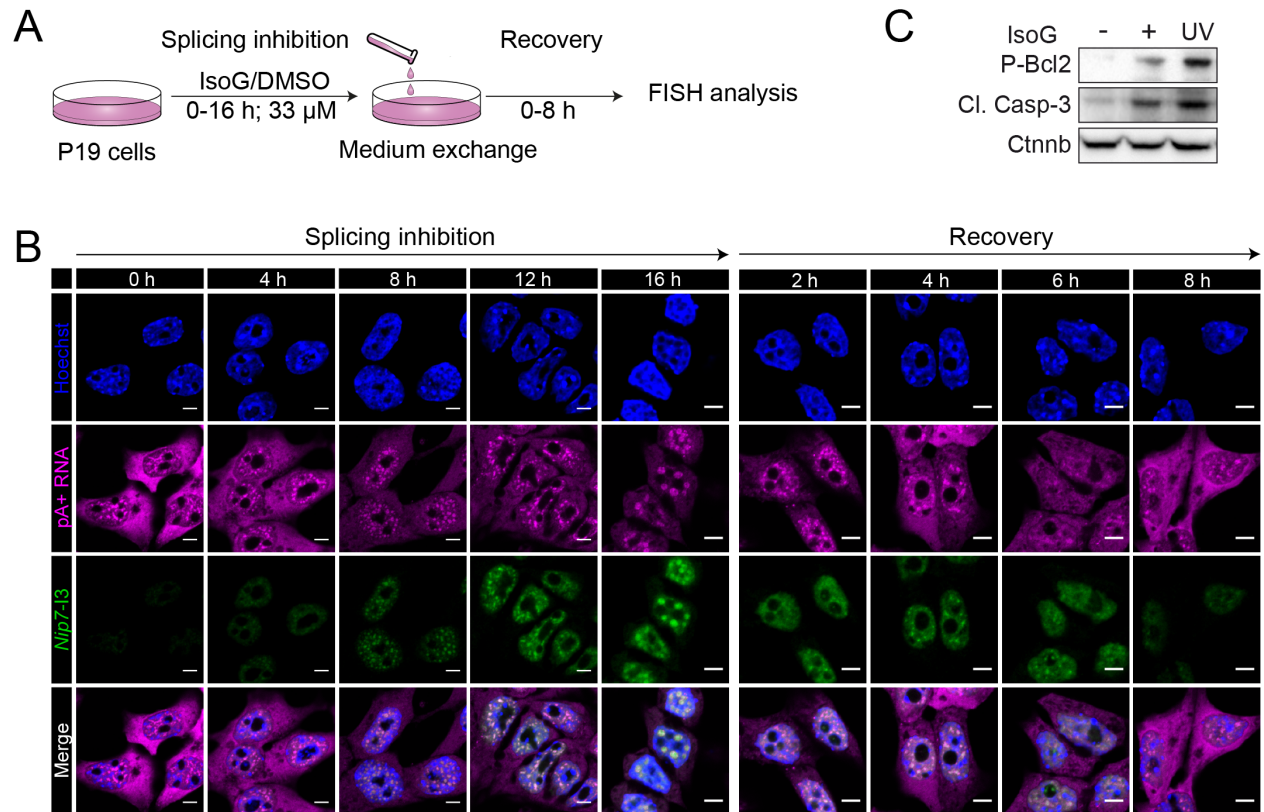 A
Splicing inhibition
Recovery
IsoG/DMSO
0-16 h; 33 µM
0-8 h
FISH analysis
P19 cells
Medium exchange
C
IsoG - + UV
P-Bcl2
Cl. Casp-3
Ctnnb
B
Splicing inhibition
Recovery
0 h 4 h 8 h 12 h 16 h 2 h 4 h 6 h 8 h
Hoechst
pA+ RNA
Nip7-I3
Merge